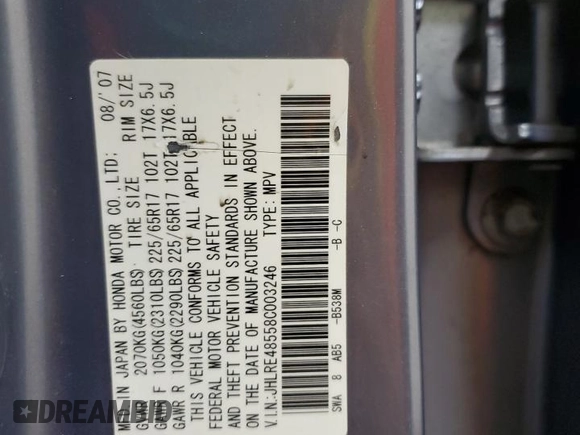 MFD. IN JAPAN BY HONDA MOTOR CO., LTD: 08/'07
GVWR 2070KG(4560LBS) TIRE SIZE RIM SIZE
GAWR F 1050KG(2310LBS)225/65R17 102T 17X6.5J
GAWR R 1040KG(2290LBS)225/65R17 102T 17X6.5J
THIS VEHICLE CONFORMS TO ALL APPLICABLE
FEDERAL MOTOR VEHICLE SAFETY
AND THEFT PREVENTION STANDARDS IN EFFECT
ON THE DATE OF MANUFACTURE SHOWN ABOVE.
V.I.N:JHLRE48558C003246 TYPE: MPV
SWA 8 AB5 -B538M -B -C
DREAMBID